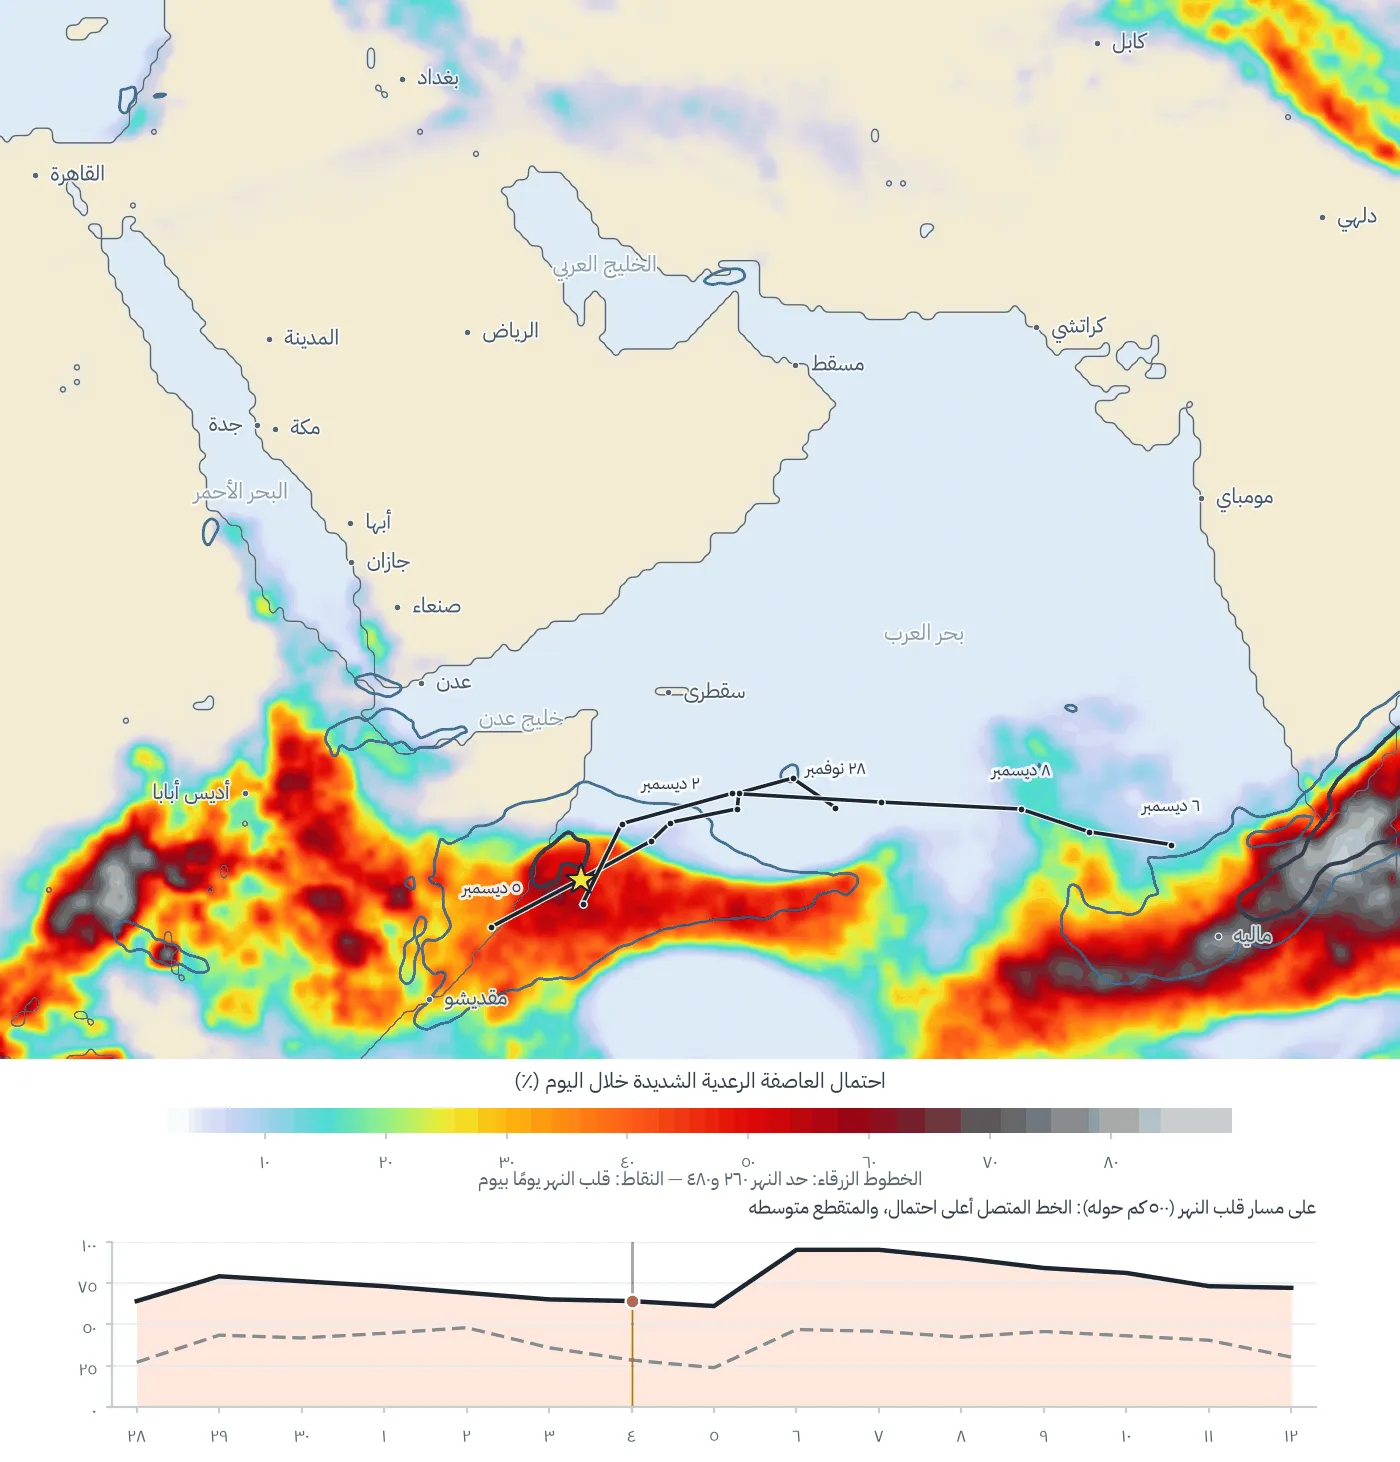 كابل
بغداد
القاهرة
دلهي
الخليج العربي
كراتشي
الرياض
المدينة
مسقط
جدة
مكة
البحر الأحمر
مومباي
أبها
جازان
صنعاء
بحر العرب
عدن
سقطرى
خليج عدن
٢٨ نوفمبر
٨ ديسمبر
٢ ديسمبر
أديس أبابا
٦ ديسمبر
٥ ديسمبر
ماليه
مقديشو
احتمال العاصفة الرعدية الشديدة خلال اليوم (٪)
١٠ ٢٠ ٣٠ ٤٠ ٥٠ ٦٠ ٧٠ ٨٠
الخطوط الزرقاء: حد النهر ٢٦٠ و٤٨٠ — النقاط: قلب النهر يومًا بيوم
على مسار قلب النهر (٥٠٠ كم حوله): الخط المتصل أعلى احتمال، والمتقطع متوسطه
١٠٠
٧٥
٥٠
٢٥
٠
٢٨ ٢٩ ٣٠ ١ ٢ ٣ ٤ ٥ ٦ ٧ ٨ ٩ ١٠ ١١ ١٢